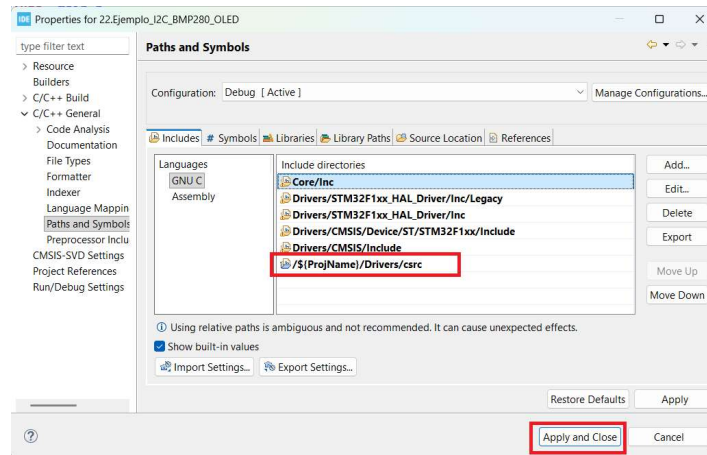 IDE Properties for 22.Ejemplo_I2C_BMP280_OLED
type filter text
Resource
Builders
C/C++ Build
C/C++ General
Code Analysis
Documentation
File Types
Formatter
Indexer
Language Mappin
Paths and Symbols
Preprocessor Inclu
CMSIS-SVD Settings
Project References
Run/Debug Settings
Paths and Symbols
Configuration: Debug [ Active ]
Manage Configurations...
Includes # Symbols Libraries Library Paths Source Location References
Languages
GNU C
Assembly
Include directories
Core/Inc
Drivers/STM32F1xx_HAL_Driver/Inc/Legacy
Drivers/STM32F1xx_HAL_Driver/Inc
Drivers/CMSIS/Device/ST/STM32F1xx/Include
Drivers/CMSIS/Include
/${ProjName}/Drivers/csrc
Add...
Edit...
Delete
Export
Move Up
Move Down
Using relative paths is ambiguous and not recommended. It can cause unexpected effects.
Show built-in values
Import Settings... Export Settings...
Restore Defaults Apply
Apply and Close Cancel